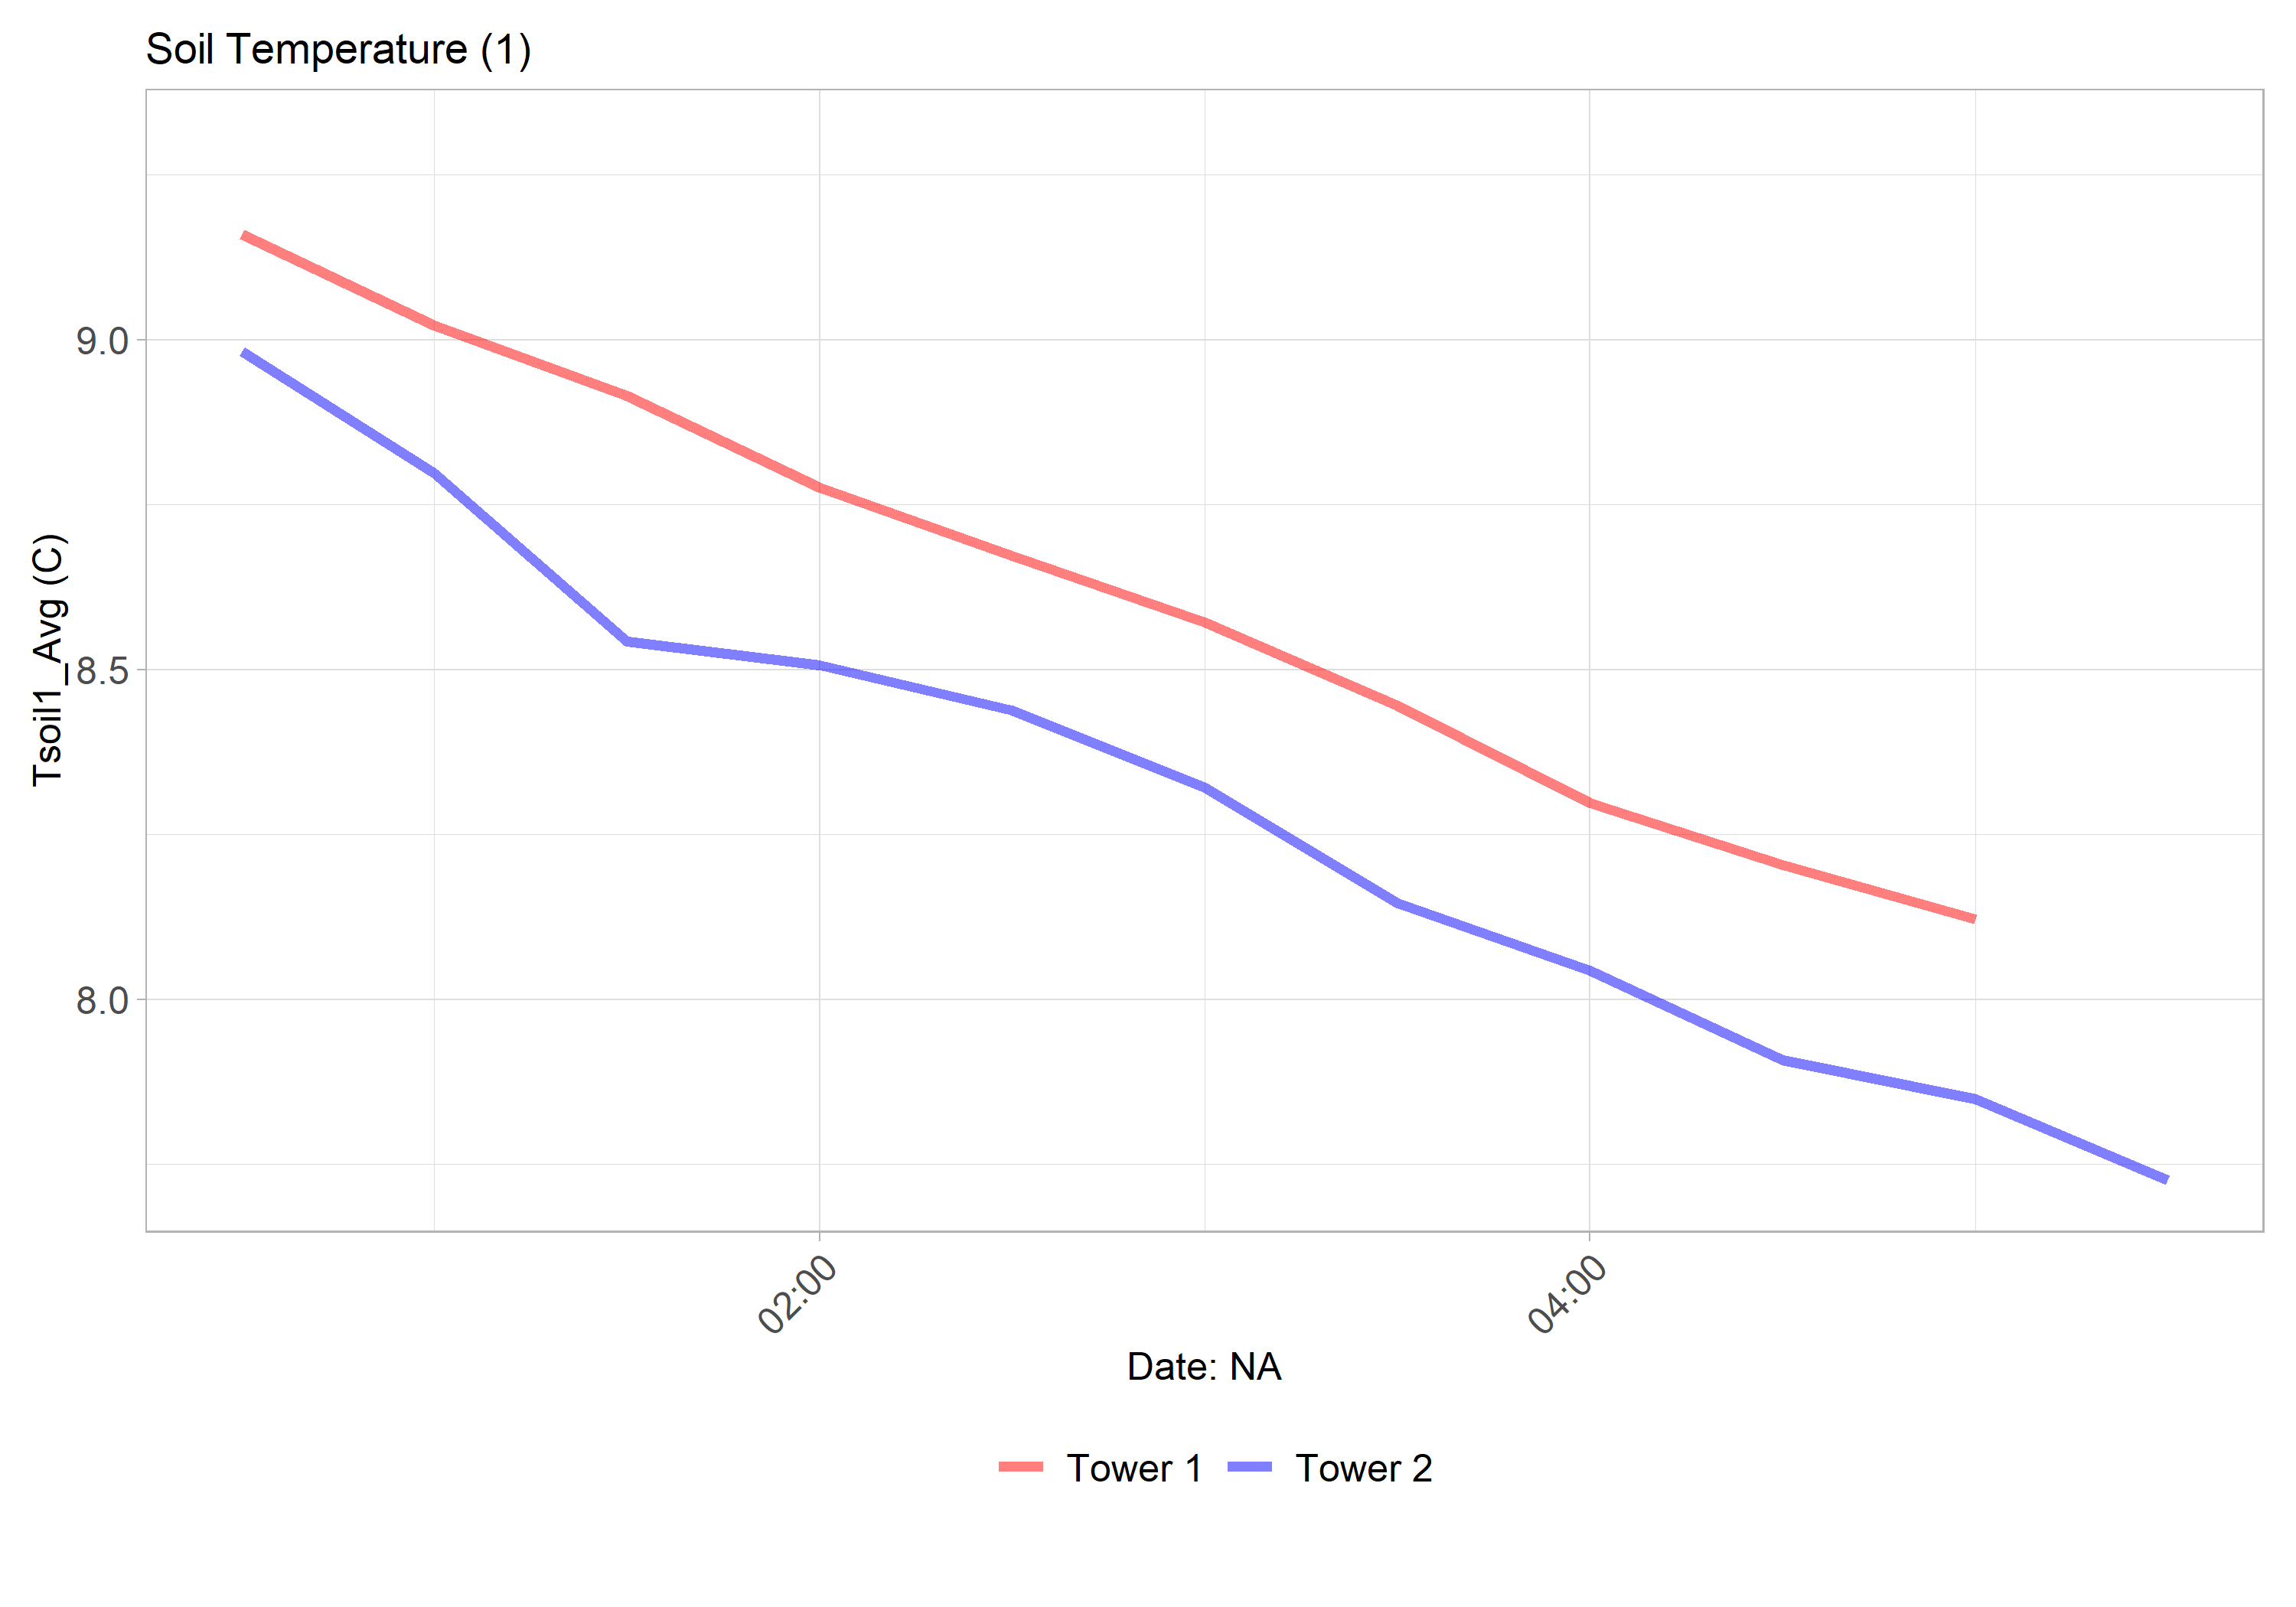 Soil Temperature (1)
Tsoil1_Avg (C)
9.0
8.5
8.0
02:00
04:00
Date: NA
Tower 1
Tower 2